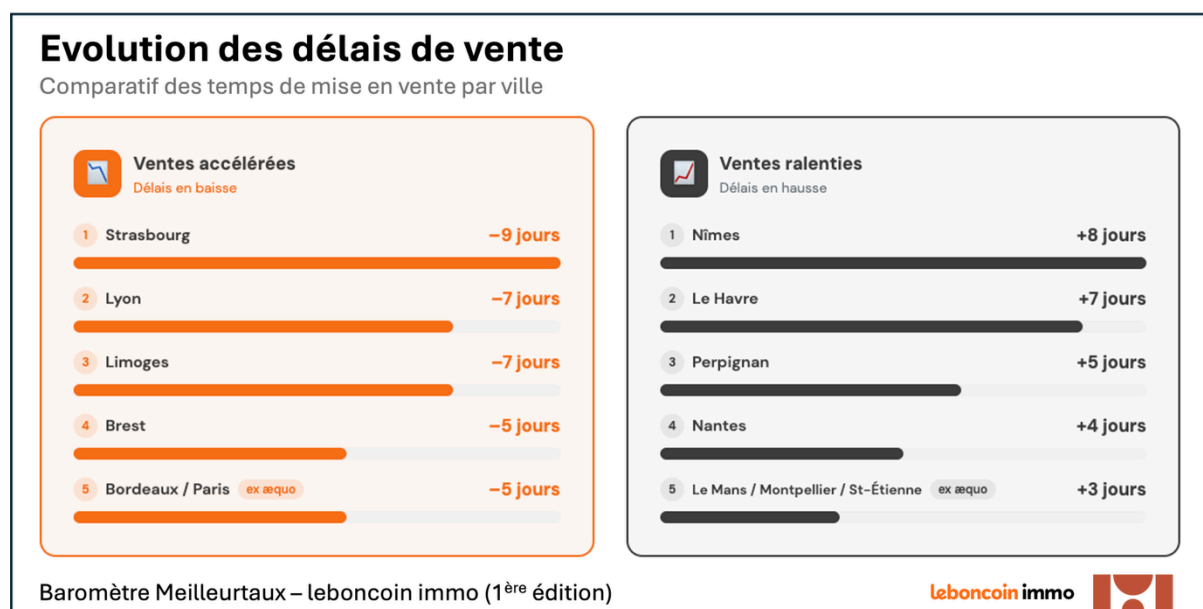 Evolution des délais de vente
Comparatif des temps de mise en vente par ville
Ventes accélérées
Délais en baisse
1 Strasbourg −9 jours
2 Lyon −7 jours
3 Limoges −7 jours
4 Brest −5 jours
5 Bordeaux / Paris ex æquo −5 jours
Ventes ralenties
Délais en hausse
1 Nîmes +8 jours
2 Le Havre +7 jours
3 Perpignan +5 jours
4 Nantes +4 jours
5 Le Mans / Montpellier / St-Étienne ex æquo +3 jours
Baromètre Meilleurtaux – leboncoin immo (1ère édition)
leboncoin immo